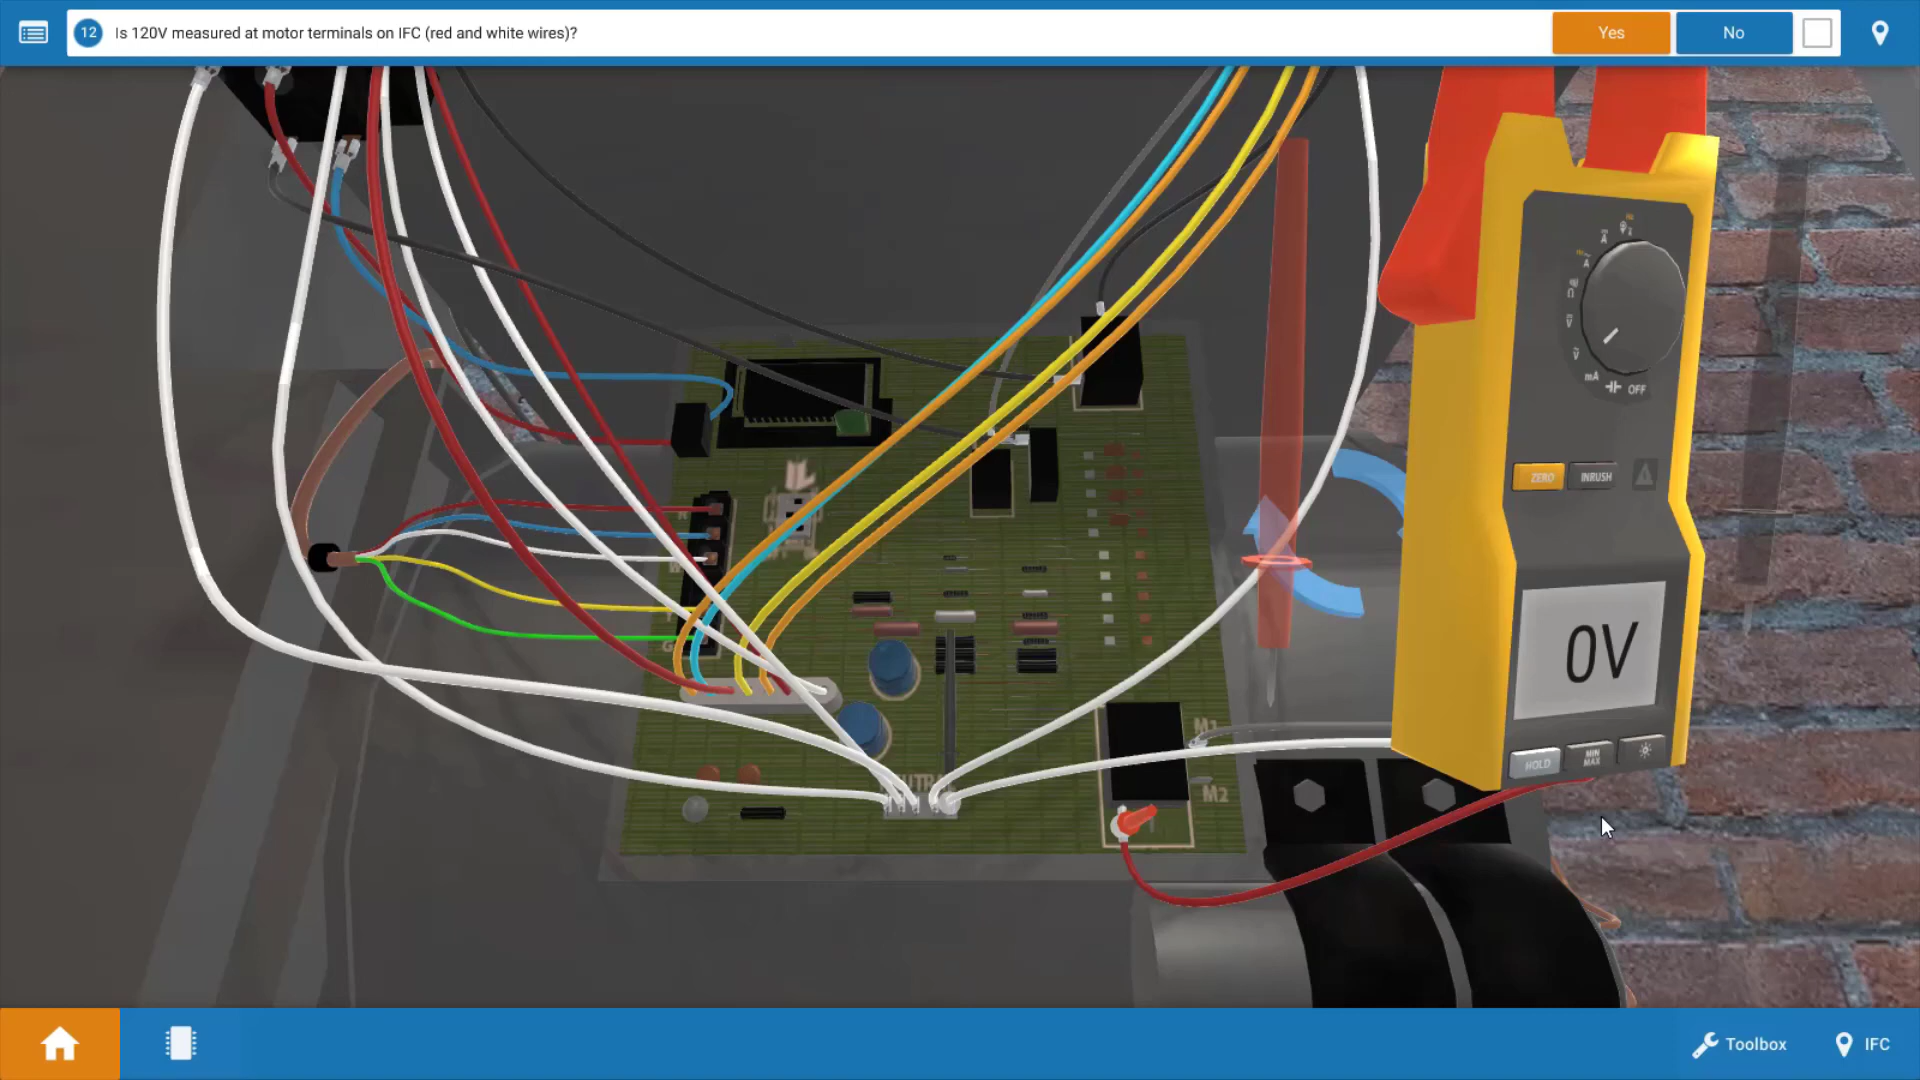 12 Is 120V measured at motor terminals on IFC (red and white wires)? Yes No
mA
OFF
ZERO INRUSH
0V
HOLD MIN MAX
M1
M2
G
Toolbox IFC